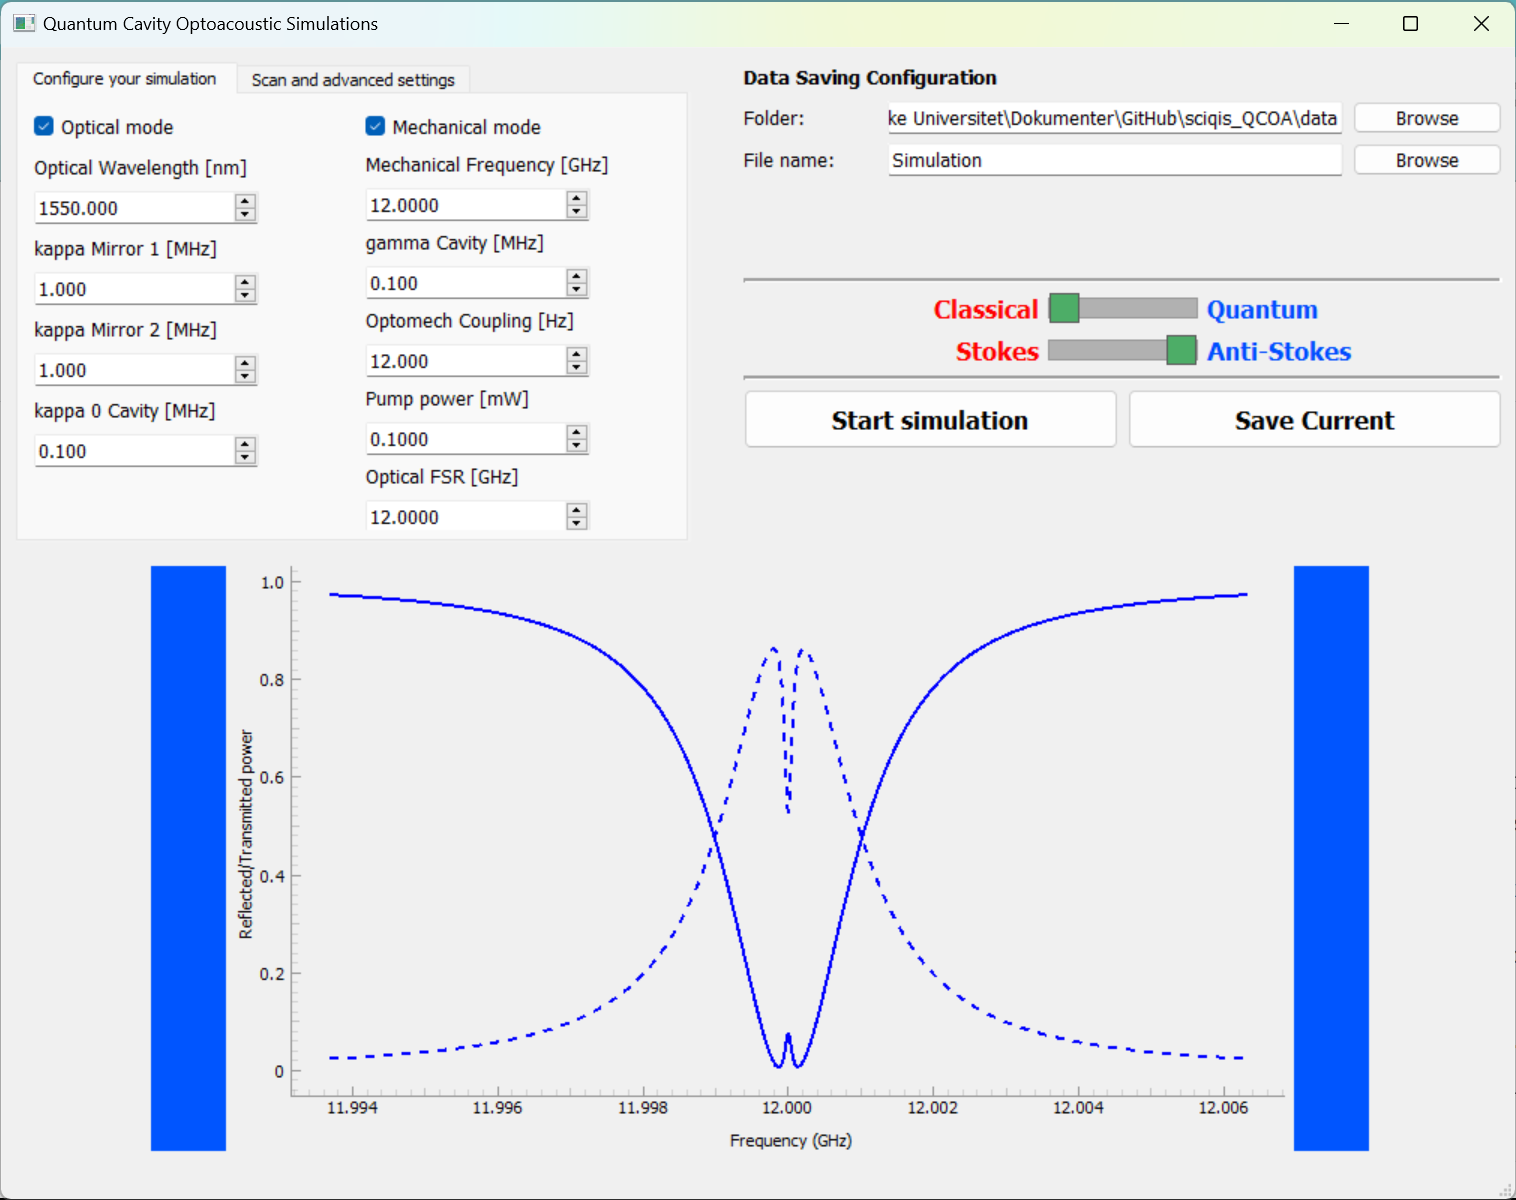 Quantum Cavity Optoacoustic Simulations
Configure your simulation
Scan and advanced settings
Optical mode
Optical Wavelength [nm]
1550.000
kappa Mirror 1 [MHz]
1.000
kappa Mirror 2 [MHz]
1.000
kappa 0 Cavity [MHz]
0.100
Mechanical mode
Mechanical Frequency [GHz]
12.0000
gamma Cavity [MHz]
0.100
Optomech Coupling [Hz]
12.000
Pump power [mW]
0.1000
Optical FSR [GHz]
12.0000
Data Saving Configuration
Folder: ke Universitet\Dokumenter\GitHub\sciqis_QCOA\data Browse
File name: Simulation Browse
Classical Quantum
Stokes Anti-Stokes
Start simulation Save Current
Reflected/Transmitted power
1.0
0.8
0.6
0.4
0.2
0
11.994 11.996 11.998 12.000 12.002 12.004 12.006
Frequency (GHz)